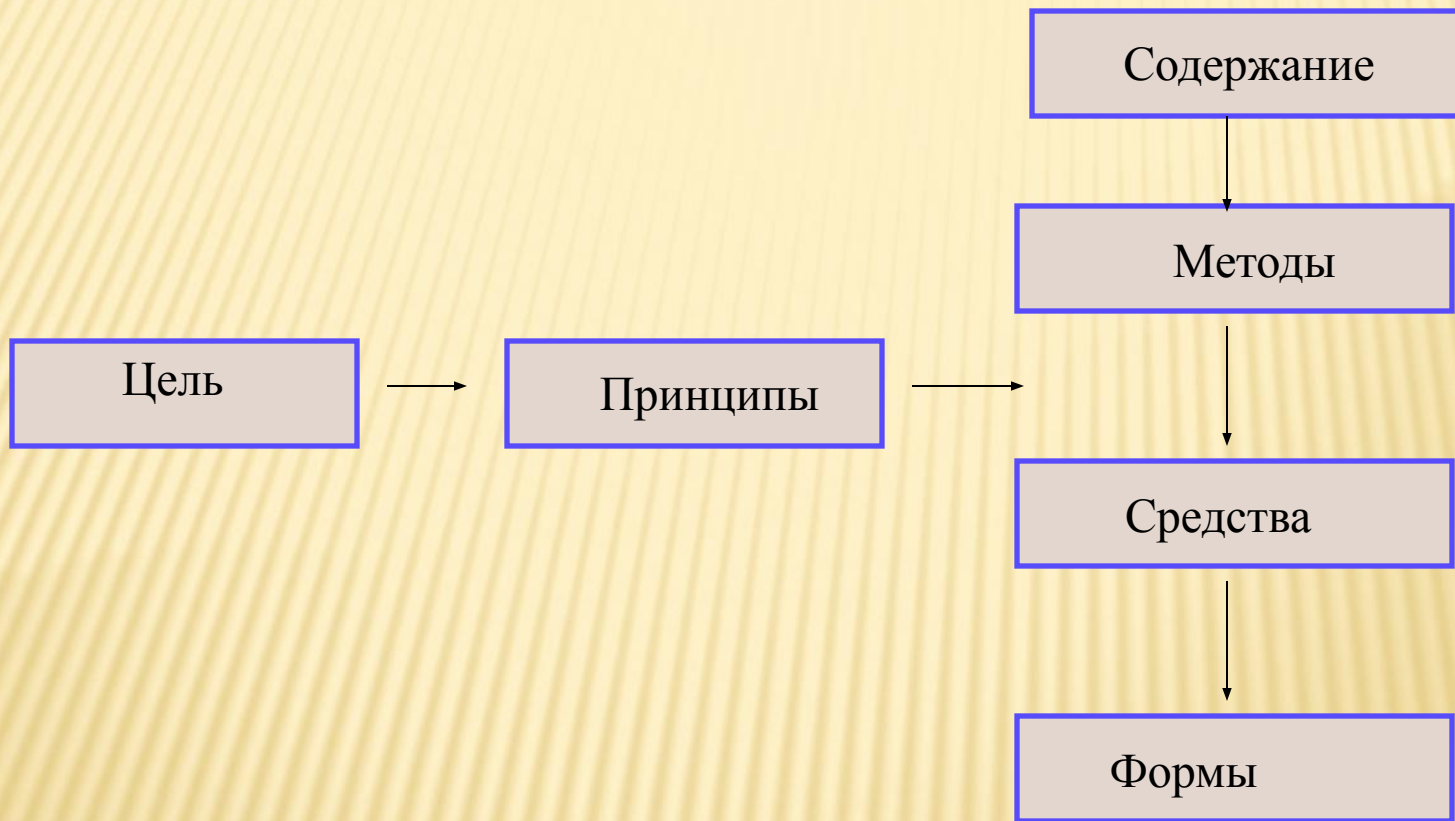 Содержание
Методы
Цель
Принципы
Средства
Формы